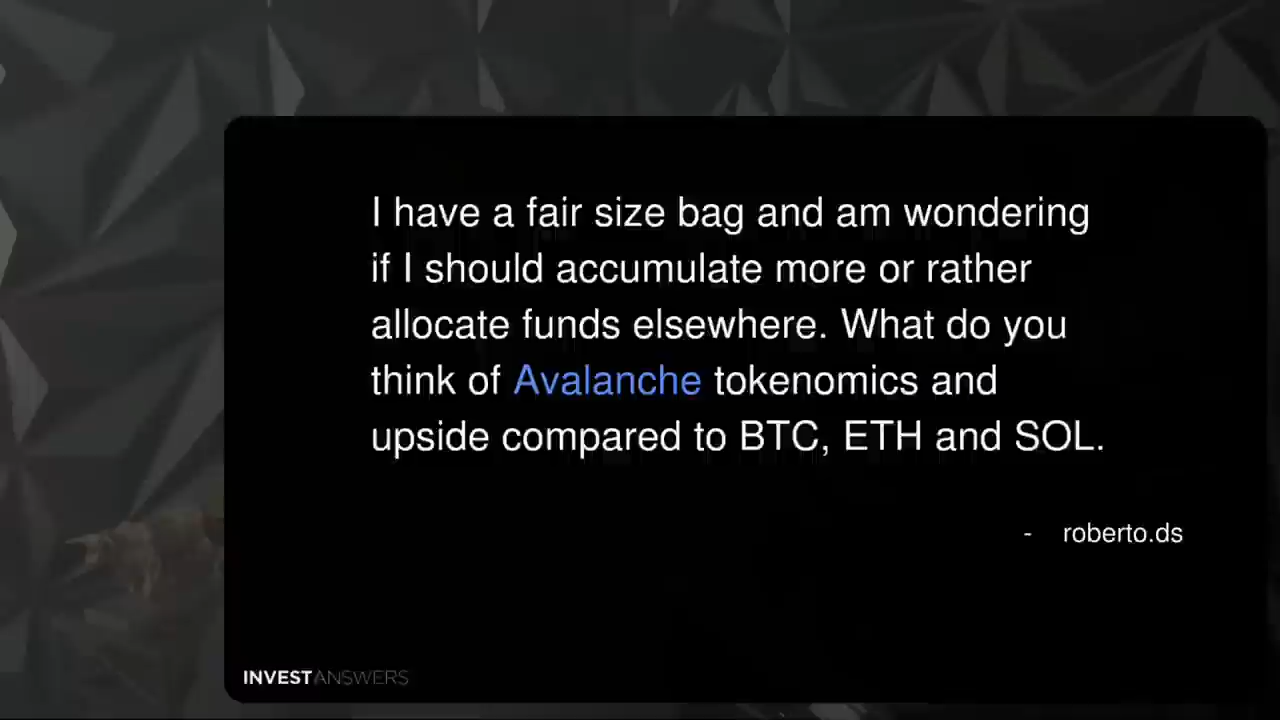 I have a fair size bag and am wondering
if I should accumulate more or rather
allocate funds elsewhere. What do you
think of Avalanche tokenomics and
upside compared to BTC, ETH and SOL.
- roberto.ds
INVESTANSWERS